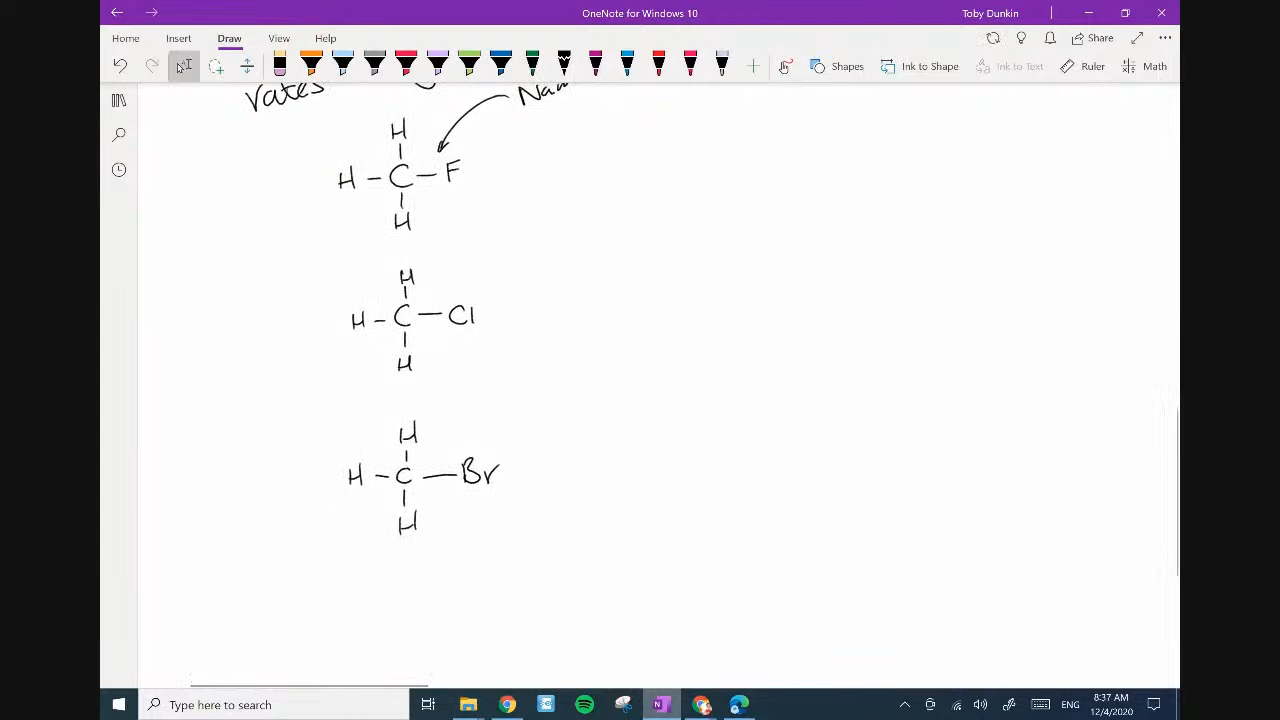 OneNote for Windows 10
Toby Dunkin
Home Insert Draw View Help
Share
Shapes Ink to Shape Ink to Text Ruler Math
rates
H
H - C - F
H
H
H - C - Cl
H
H
H - C - Br
H
Type here to search
ENG
8:37 AM
12/4/2020